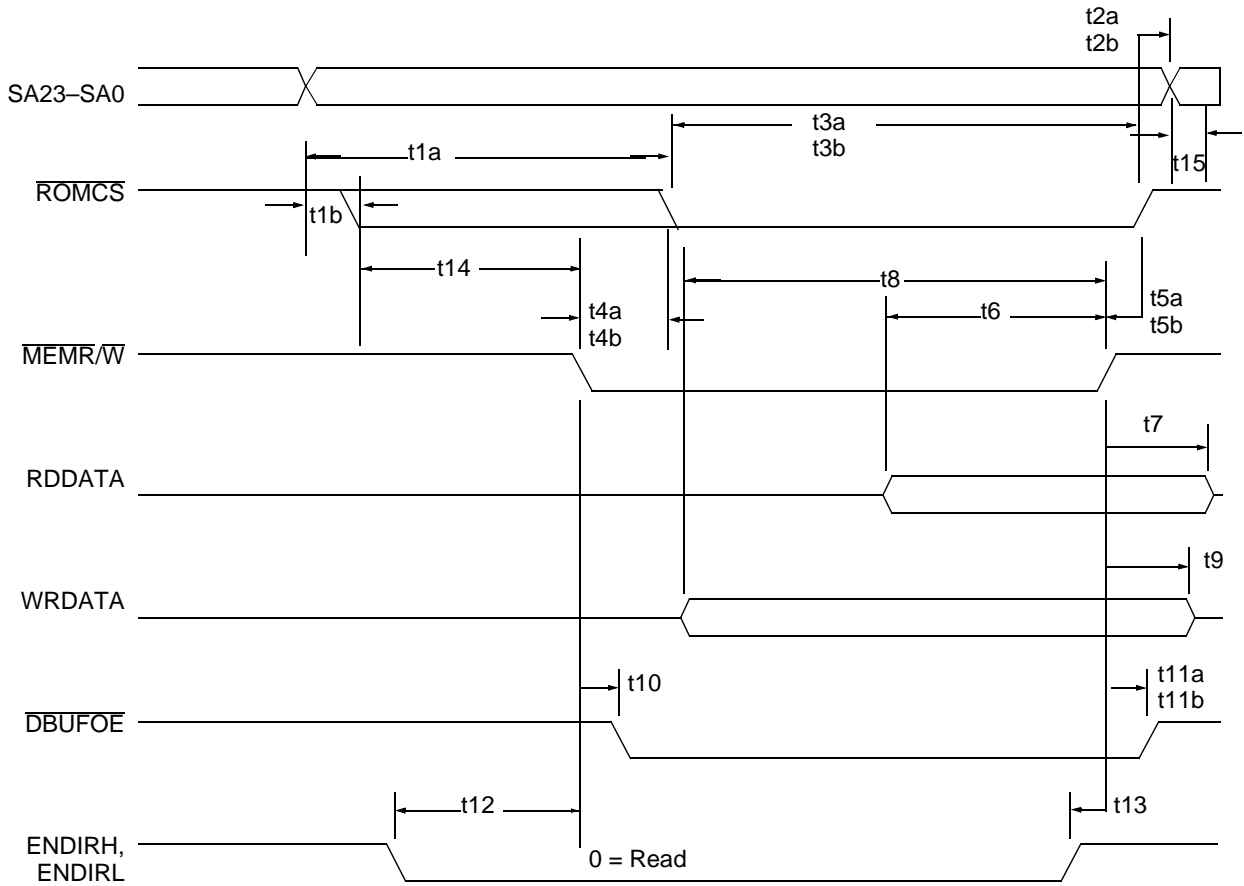 t2a
t2b
SA23–SA0
t3a
t3b
t1a
t15
ROMCS
t1b
t14
t8
t4a
t4b
t6
t5a
t5b
MEMR/W
t7
RDDATA
t9
WRDATA
t10
t11a
t11b
DBUFOE
t12
t13
ENDIRH,
ENDIRL
0 = Read